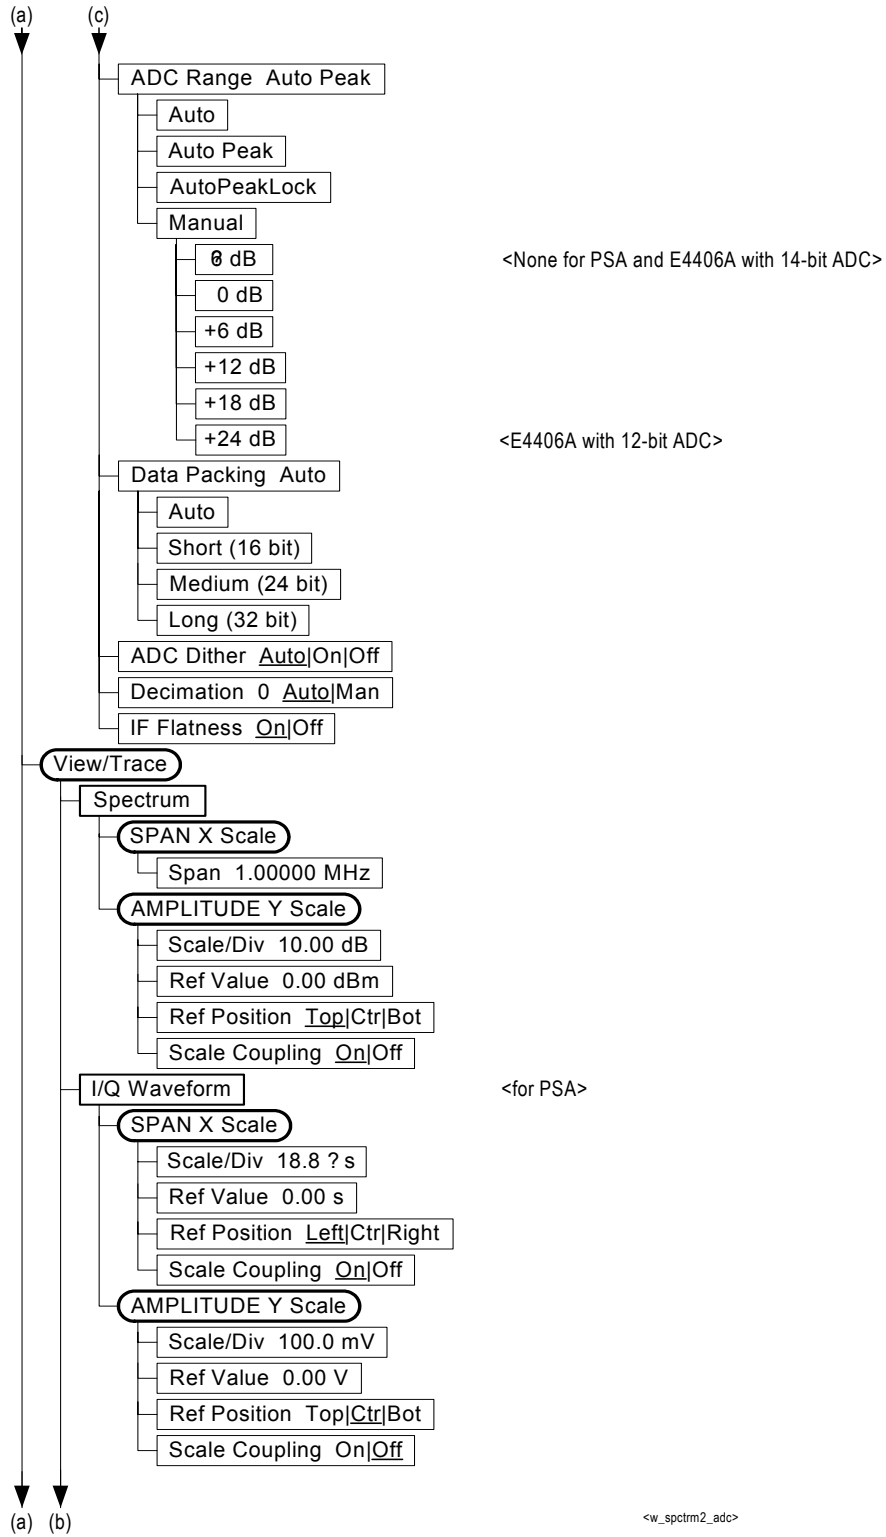 (a) (c)
ADC Range Auto Peak
Auto
Auto Peak
AutoPeakLock
Manual
dB <None for PSA and E4406A with 14-bit ADC>
0 dB
+6 dB
+12 dB
+18 dB
+24 dB <E4406A with 12-bit ADC>
Data Packing Auto
Auto
Short (16 bit)
Medium (24 bit)
Long (32 bit)
ADC Dither Auto|On|Off
Decimation 0 Auto|Man
IF Flatness On|Off
View/Trace
Spectrum
SPAN X Scale
Span 1.00000 MHz
AMPLITUDE Y Scale
Scale/Div 10.00 dB
Ref Value 0.00 dBm
Ref Position Top|Ctr|Bot
Scale Coupling On|Off
I/Q Waveform <for PSA>
SPAN X Scale
Scale/Div 18.8 ? s
Ref Value 0.00 s
Ref Position Left|Ctr|Right
Scale Coupling On|Off
AMPLITUDE Y Scale
Scale/Div 100.0 mV
Ref Value 0.00 V
Ref Position Top|Ctr|Bot
Scale Coupling On|Off
(a) (b) <w_spctrm2_adc>